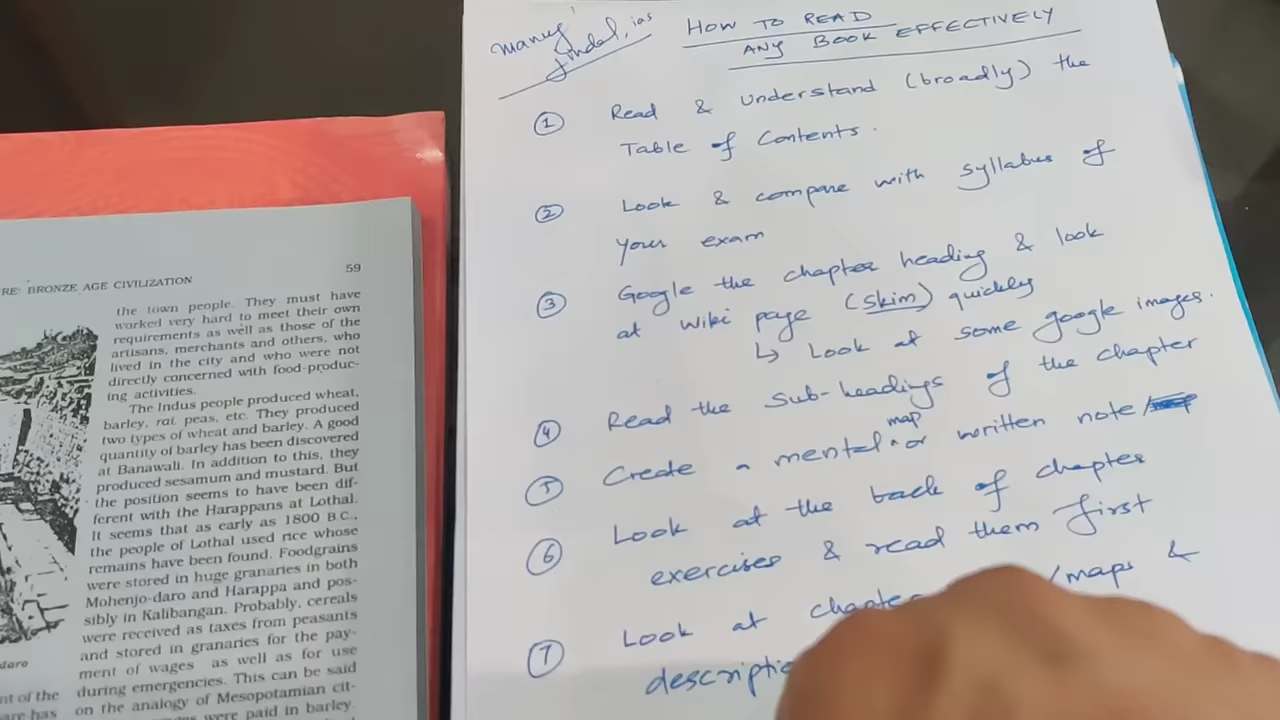 59
RE: BRONZE AGE CIVILIZATION
the town people. They must have
worked very hard to meet their own
requirements as well as those of the
artisans, merchants and others, who
lived in the city and who were not
directly concerned with food-produc-
ing activities.
The Indus people produced wheat,
barley, rai, peas, etc. They produced
two types of wheat and barley. A good
quantity of barley has been discovered
at Banawali. In addition to this, they
produced sesamum and mustard. But
the position seems to have been dif-
ferent with the Harappans at Lothal.
It seems that as early as 1800 B.C.,
the people of Lothal used rice whose
remains have been found. Foodgrains
were stored in huge granaries in both
Mohenjo-daro and Harappa and pos-
sibly in Kalibangan. Probably, cereals
were received as taxes from peasants
and stored in granaries for the pay-
ment of wages as well as for use
during emergencies. This can be said
on the analogy of Mesopotamian cit-
were paid in barley
daro
nt of the
are has
manuj
jindal, ias
HOW TO READ
ANY BOOK EFFECTIVELY
1 Read & understand (broadly) the
Table of Contents.
2 Look & compare with syllabus of
your exam
3 Google the chapter heading & look
at wiki page (skim) quickly
↳ Look at some google images.
4 Read the sub-headings of the chapter
5 Create a mental map or written note/
6 Look at the back of chapter
exercises & read them first
7 Look at chapter /maps &
descriptio